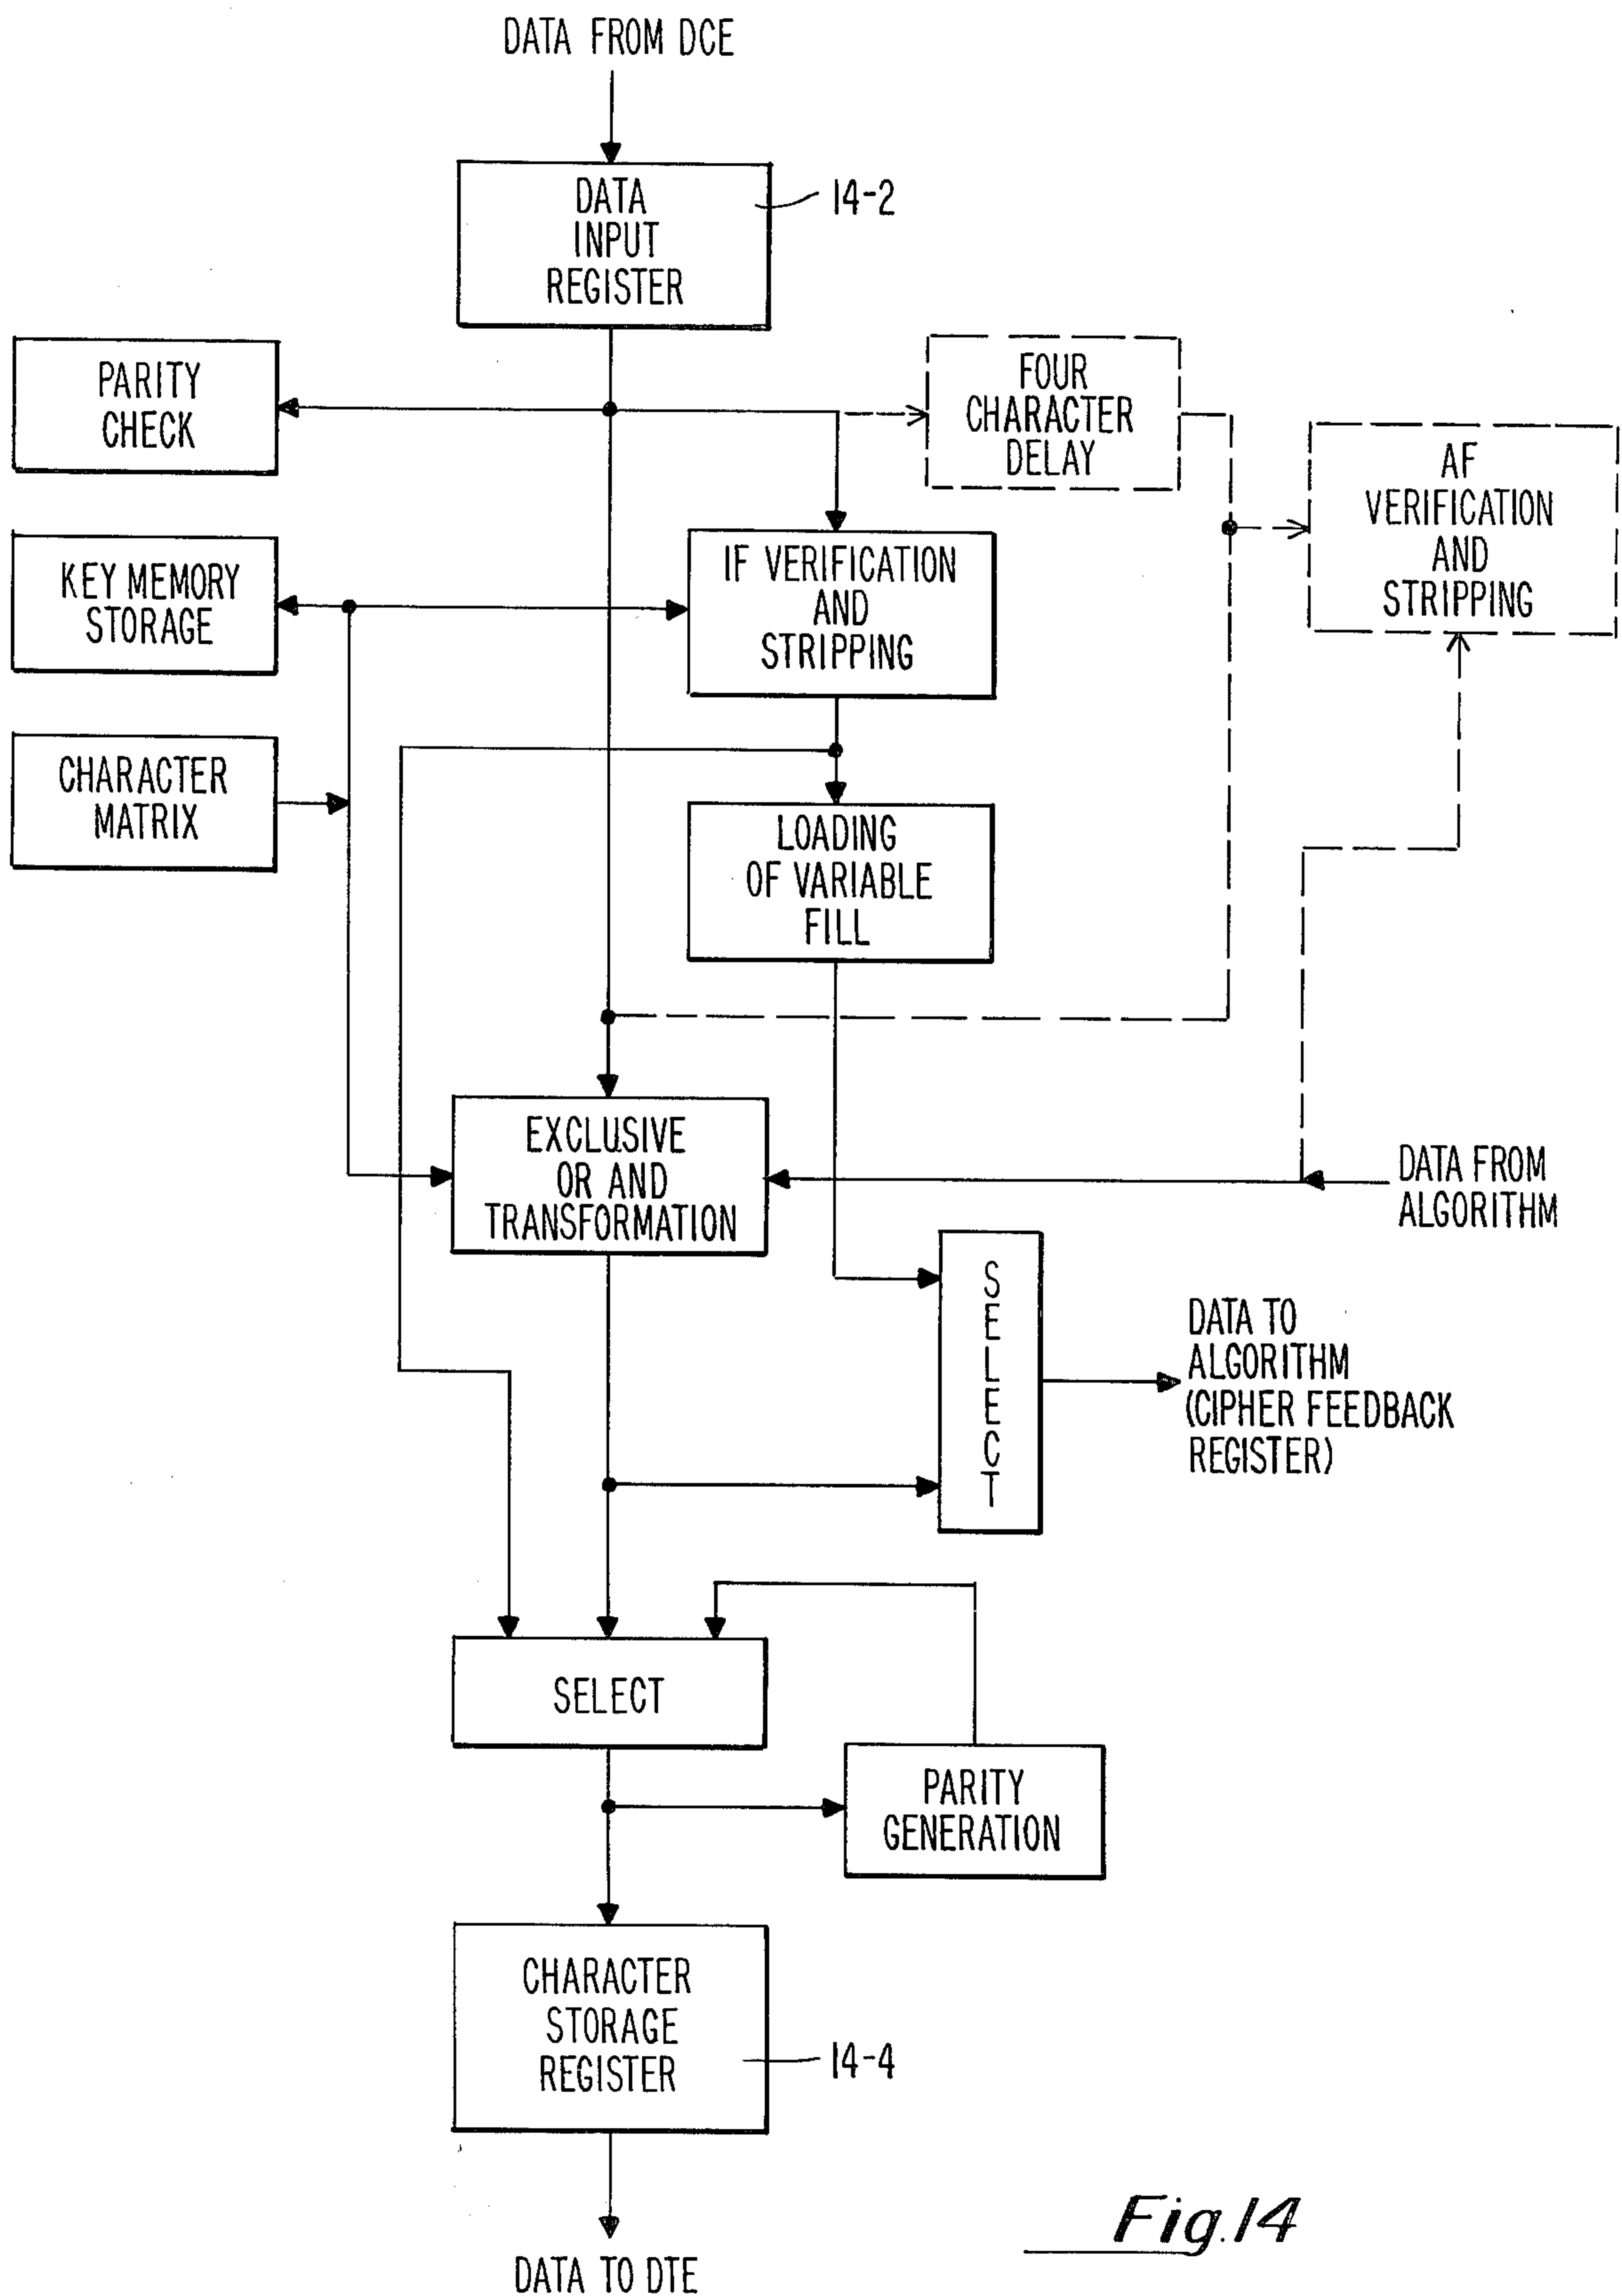 DATA FROM DCE
DATA
INPUT
REGISTER
14-2
PARITY
CHECK
FOUR
CHARACTER
DELAY
AF
VERIFICATION
AND
STRIPPING
KEY MEMORY
STORAGE
IF VERIFICATION
AND
STRIPPING
CHARACTER
MATRIX
LOADING
OF VARIABLE
FILL
EXCLUSIVE
OR AND
TRANSFORMATION
DATA FROM
ALGORITHM
SELECT
DATA TO
ALGORITHM
(CIPHER FEEDBACK
REGISTER)
SELECT
PARITY
GENERATION
CHARACTER
STORAGE
REGISTER
14-4
DATA TO DTE
Fig.14